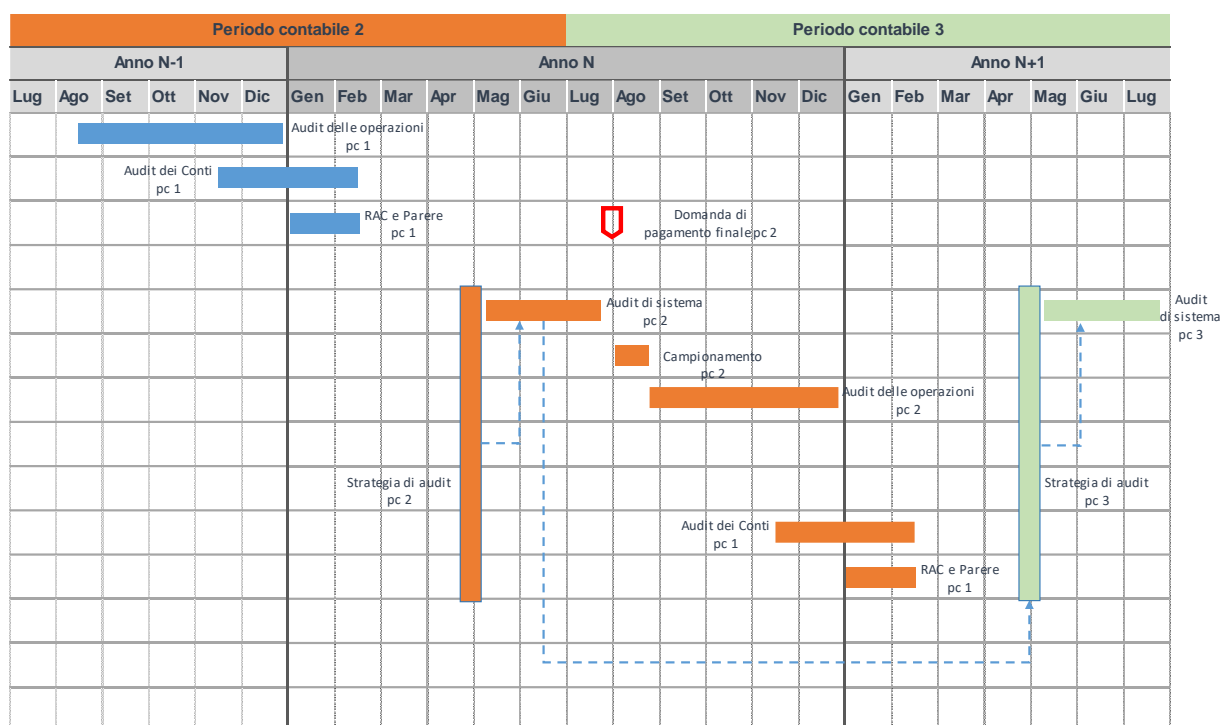 Periodo contabile 2 Periodo contabile 3
Anno N-1 Anno N Anno N+1
Lug Ago Set Ott Nov Dic Gen Feb Mar Apr Mag Giu Lug Ago Set Ott Nov Dic Gen Feb Mar Apr Mag Giu Lug
Audit delle operazioni
pc 1
Audit dei Conti
pc 1
RAC e Parere
pc 1
Domanda di
pagamento finale pc 2
Audit di sistema
pc 2
Audit
di sistema
pc 3
Campionamento
pc 2
Audit delle operazioni
pc 2
Strategia di audit
pc 2
Strategia di audit
pc 3
Audit dei Conti
pc 1
RAC e Parere
pc 1